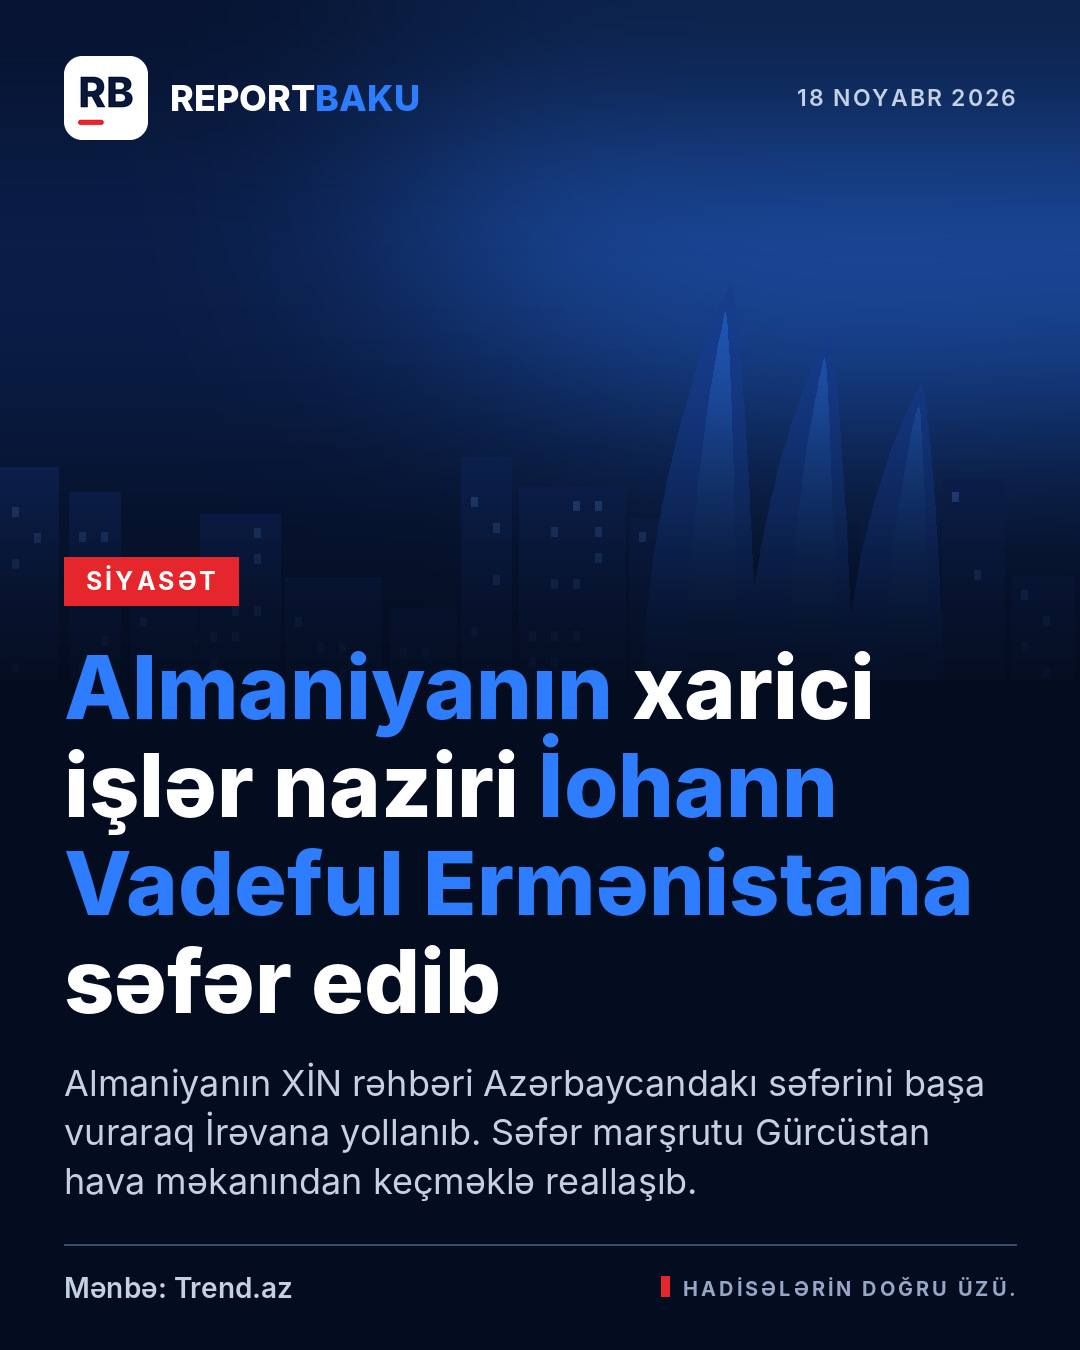 RB
REPORTBAKU
18 NOYABR 2026
SİYASƏT
Almaniyanın xarici
işlər naziri İohann
Vadeful Ermənistana
səfər edib
Almaniyanın XİN rəhbəri Azərbaycandakı səfərini başa
vuraraq İrəvana yollanıb. Səfər marşrutu Gürcüstan
hava məkanından keçməklə reallaşıb.
Mənbə: Trend.az
HADİSƏLƏRİN DOĞRU ÜZÜ.